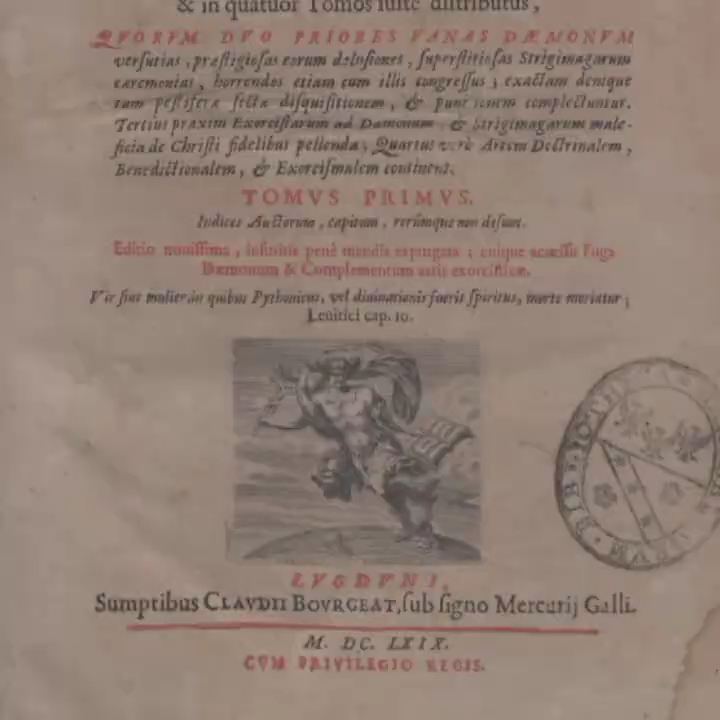 & in quatuor Tomos iuste distributus,
QVORVM DVO PRIORES VANAS DÆMONVM
versutias, præstigiosas eorum delusiones, superstitiosas Strigimagarum
cæremonias, horrendos etiam cum illis congressus; exactam denique
tam pestiferæ sectæ disquisitionem, & punitionem complectuntur.
Tertius praxim Exorcistarum ad Dæmonum, & Strigimagarum male-
ficia de Christi fidelibus pellenda; Quartus verò Artem Doctrinalem,
Benedictionalem, & Exorcismalem continent.
TOMVS PRIMVS.
Indices Auctorum, capitum, rerúmque non desunt.
Editio nouissima, infinitis penè mendis expurgata; cuique accessit Fuga
Dæmonum & Complementum artis exorcisticæ.
Vir siue mulier in quibus Pythonicus, vel diuinationis fuerit spiritus, morte moriatur;
Leuitici cap. 10.
LVGDVNI,
Sumptibus CLAVDII BOVRGEAT, sub signo Mercurij Galli.
M. DC. LXIX.
CVM PRIVILEGIO REGIS.